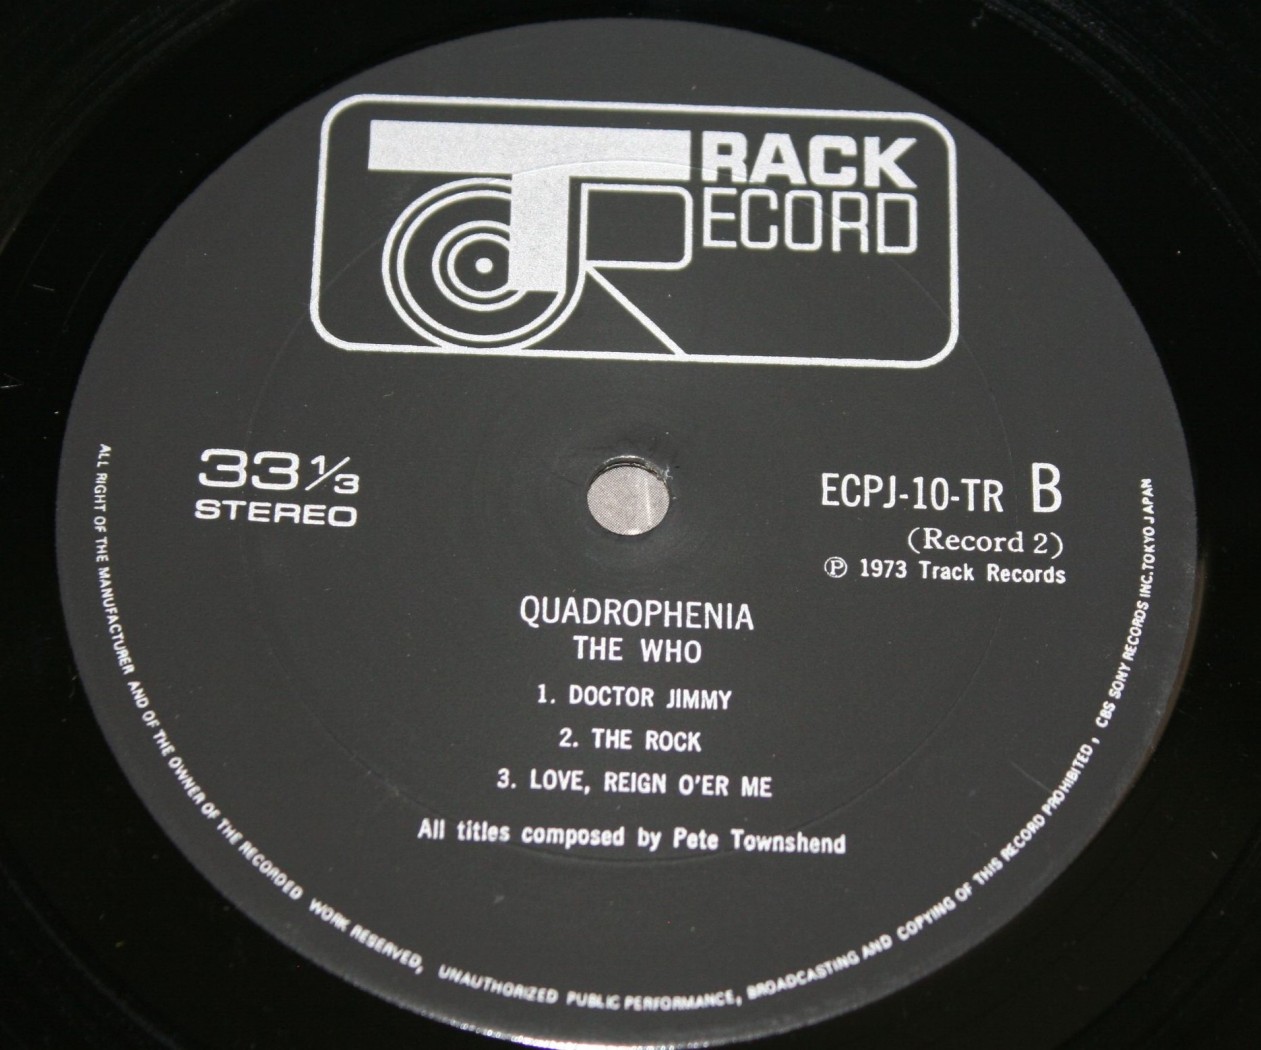 TRACK
RECORD
33 1/3
STEREO
ECPJ-10-TR B
(Record 2)
Ⓟ 1973 Track Records
QUADROPHENIA
THE WHO
1. DOCTOR JIMMY
2. THE ROCK
3. LOVE, REIGN O'ER ME
All titles composed by Pete Townshend
ALL RIGHT OF THE MANUFACTURER AND OF THE OWNER OF THE RECORDED WORK RESERVED, UNAUTHORIZED PUBLIC PERFORMANCE, BROADCASTING AND COPYING OF THIS RECORD PROHIBITED, CBS SONY RECORDS INC. TOKYO JAPAN